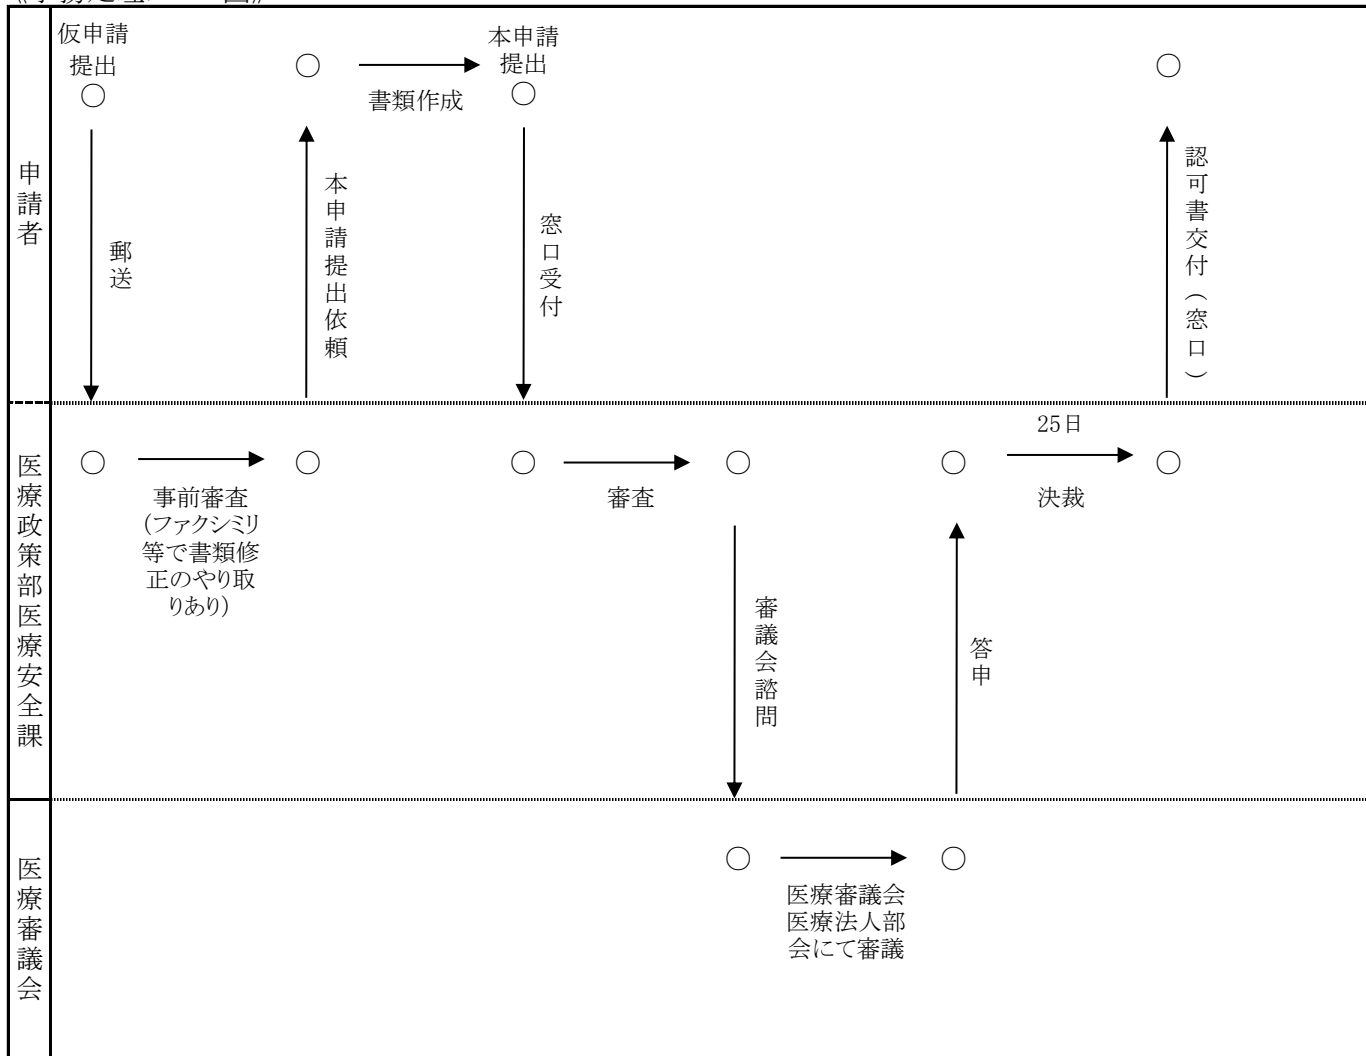 仮申請
提出
本申請
提出
書類作成
申請者
郵送
本申請提出依頼
窓口受付
認可書交付(窓口)
医療政策部医療安全課
事前審査
(ファクシミリ
等で書類修
正のやり取
りあり)
審査
25日
決裁
審議会諮問
答申
医療審議会
医療審議会
医療法人部
会にて審議